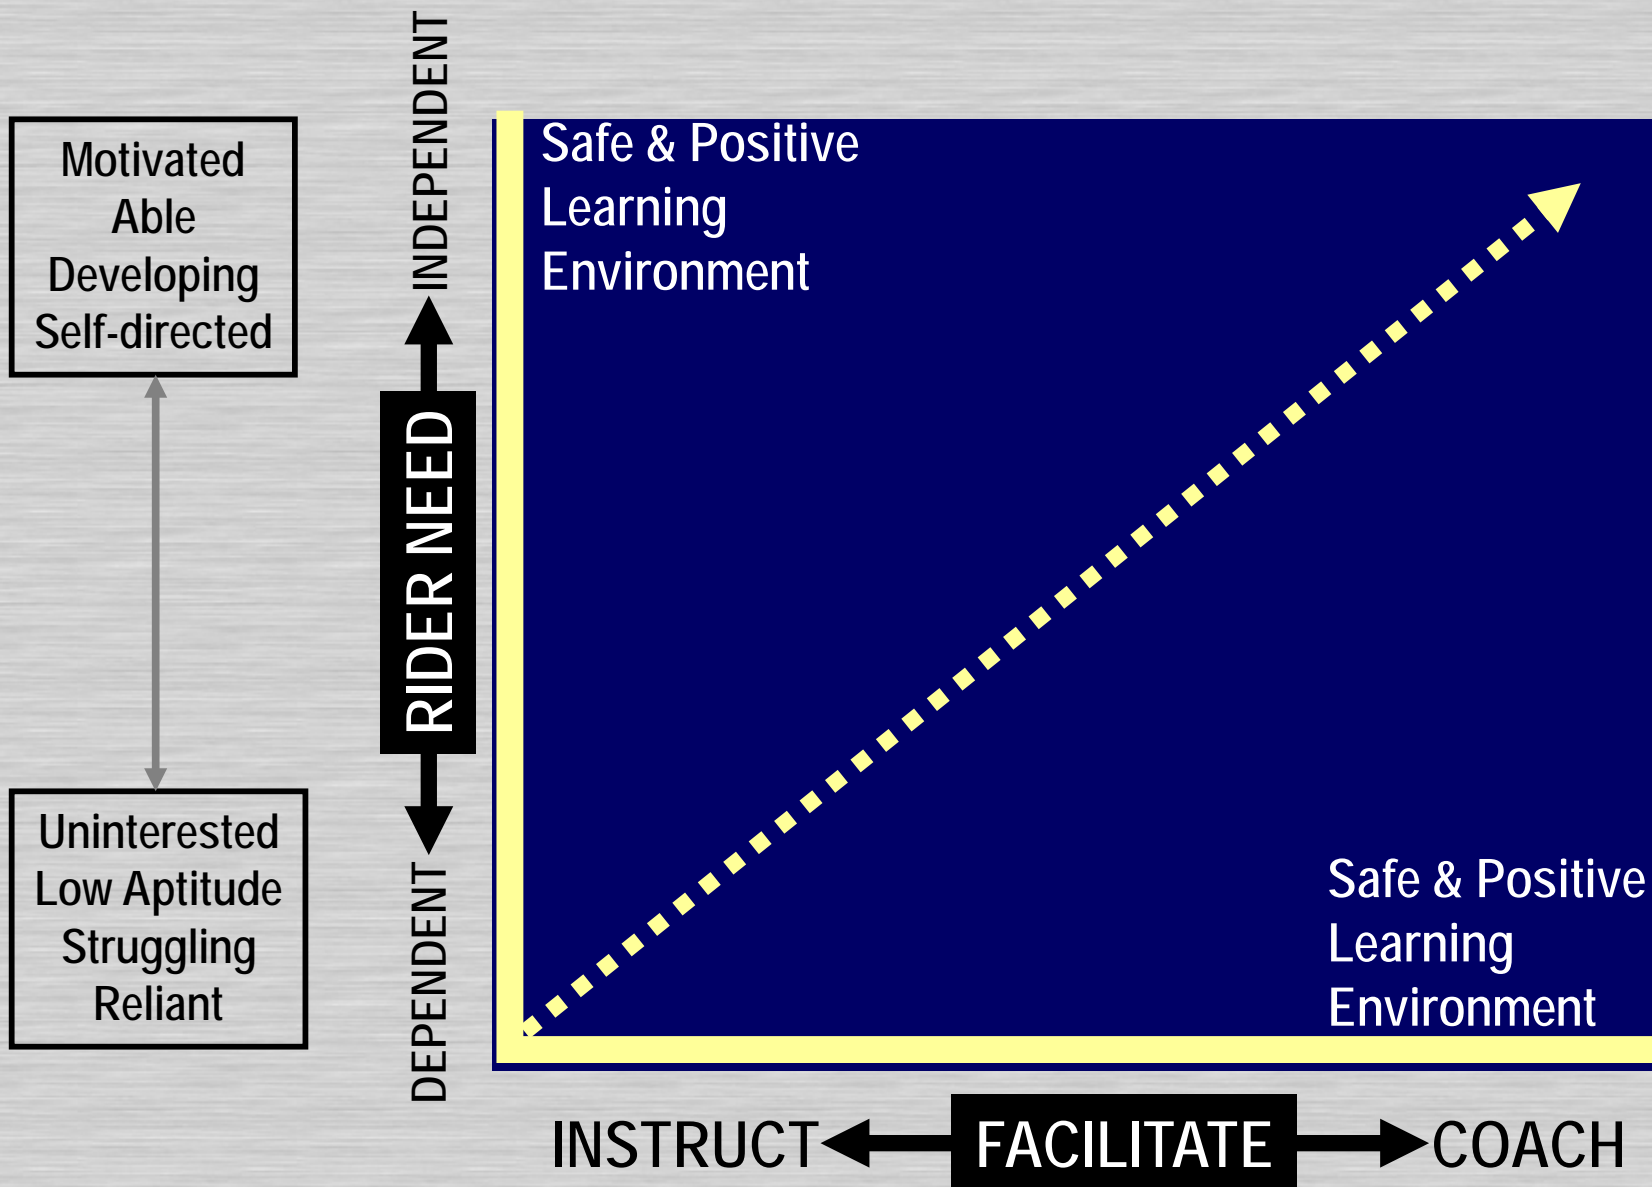 Motivated
Able
Developing
Self-directed
Uninterested
Low Aptitude
Struggling
Reliant
INDEPENDENT
RIDER NEED
DEPENDENT
Safe & Positive
Learning
Environment
Safe & Positive
Learning
Environment
INSTRUCT FACILITATE COACH